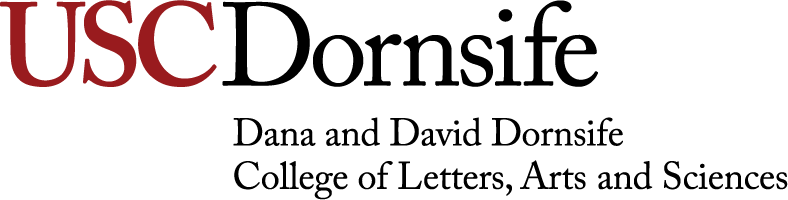 USCDornsife
Dana and David Dornsife
College of Letters, Arts and Sciences